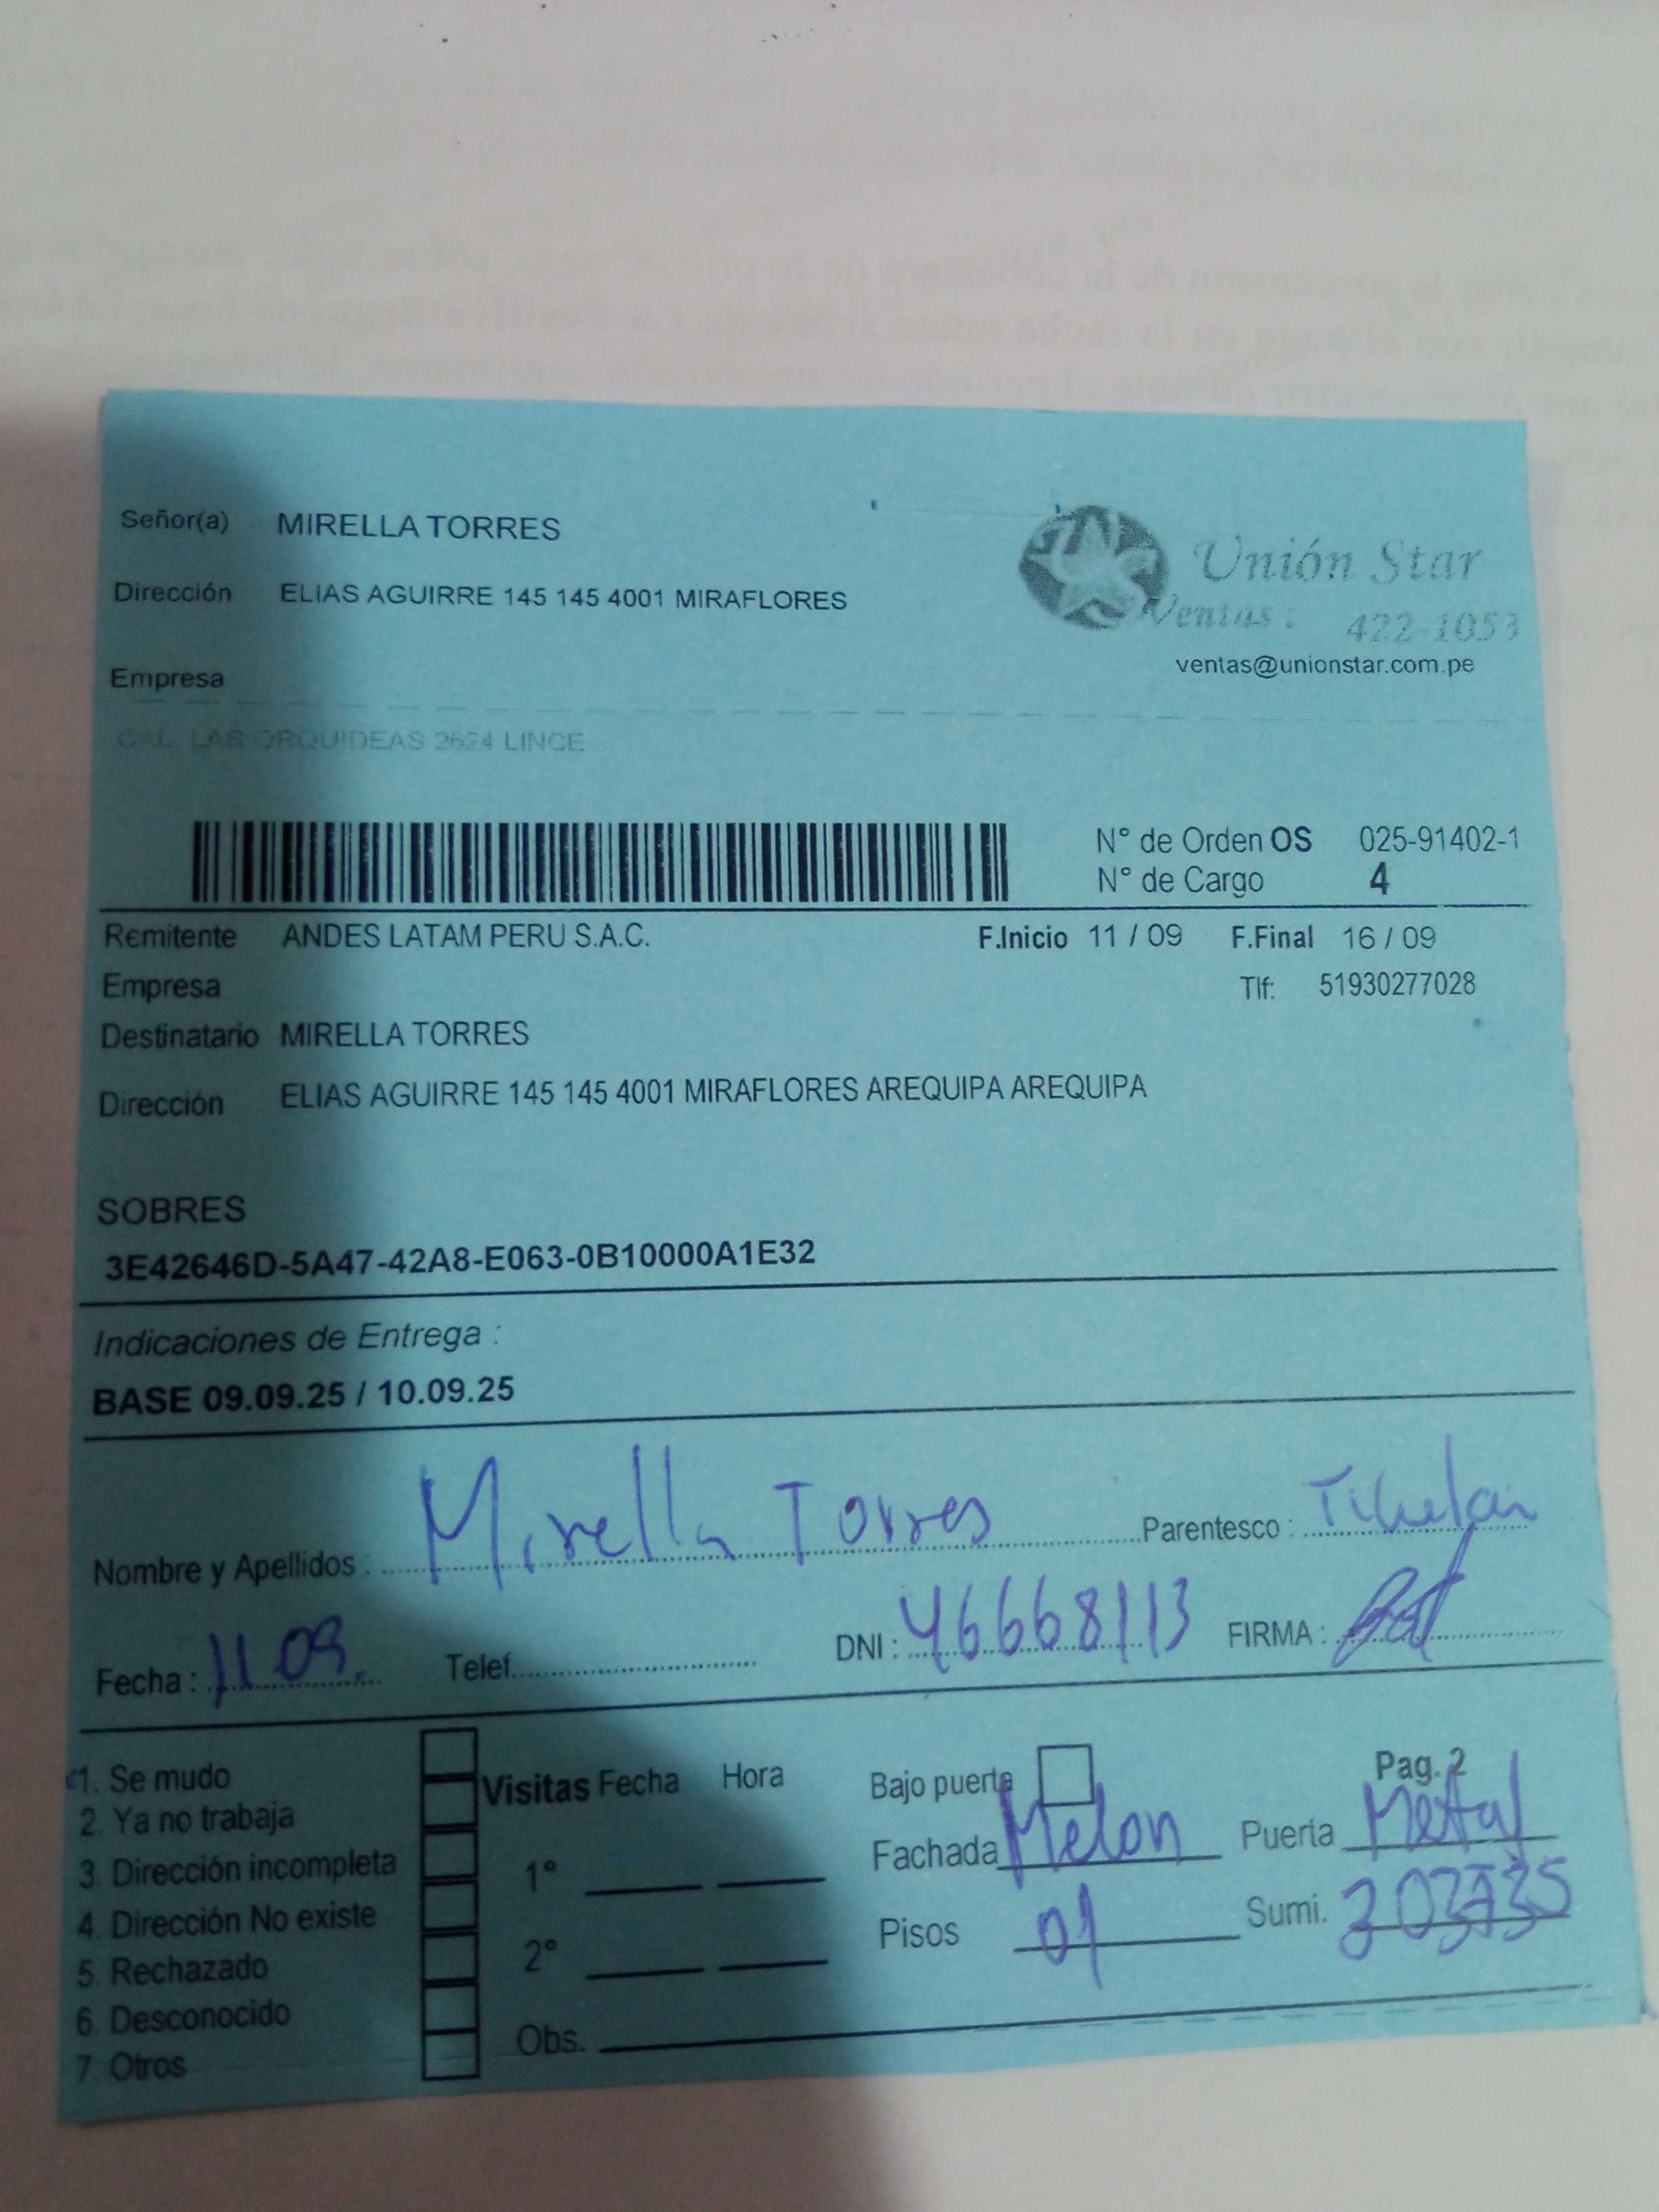 Señor(a) MIRELLA TORRES
Dirección ELIAS AGUIRRE 145 145 4001 MIRAFLORES
Empresa
Unión Star
Ventas: 422-1053
ventas@unionstar.com.pe
CAL. LAS ORQUIDEAS 2624 LINCE
N° de Orden OS 025-91402-1
N° de Cargo 4
Remitente ANDES LATAM PERU S.A.C. F.Inicio 11 / 09 F.Final 16 / 09
Empresa Tlf: 51930277028
Destinatario MIRELLA TORRES
Dirección ELIAS AGUIRRE 145 145 4001 MIRAFLORES AREQUIPA AREQUIPA
SOBRES
3E42646D-5A47-42A8-E063-0B10000A1E32
Indicaciones de Entrega :
BASE 09.09.25 / 10.09.25
Nombre y Apellidos : Mirella Torres Parentesco :
Fecha : 11.09. Telef. DNI : 46668113 FIRMA :
1. Se mudo
2. Ya no trabaja
3. Dirección incompleta
4. Dirección No existe
5. Rechazado
6. Desconocido
7. Otros
Visitas Fecha Hora
1°
2°
Obs.
Bajo puerta Pag. 2
Fachada Melon Puerta Metal
Pisos 01 Sumi.